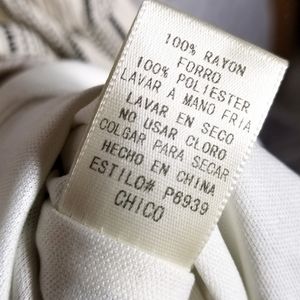 100% RAYON
FORRO
100% POLIESTER
LAVAR A MANO FRIA
LAVAR EN SECO
NO USAR CLORO
COLGAR PARA SECAR
HECHO EN CHINA
ESTILO# P8939
CHICO